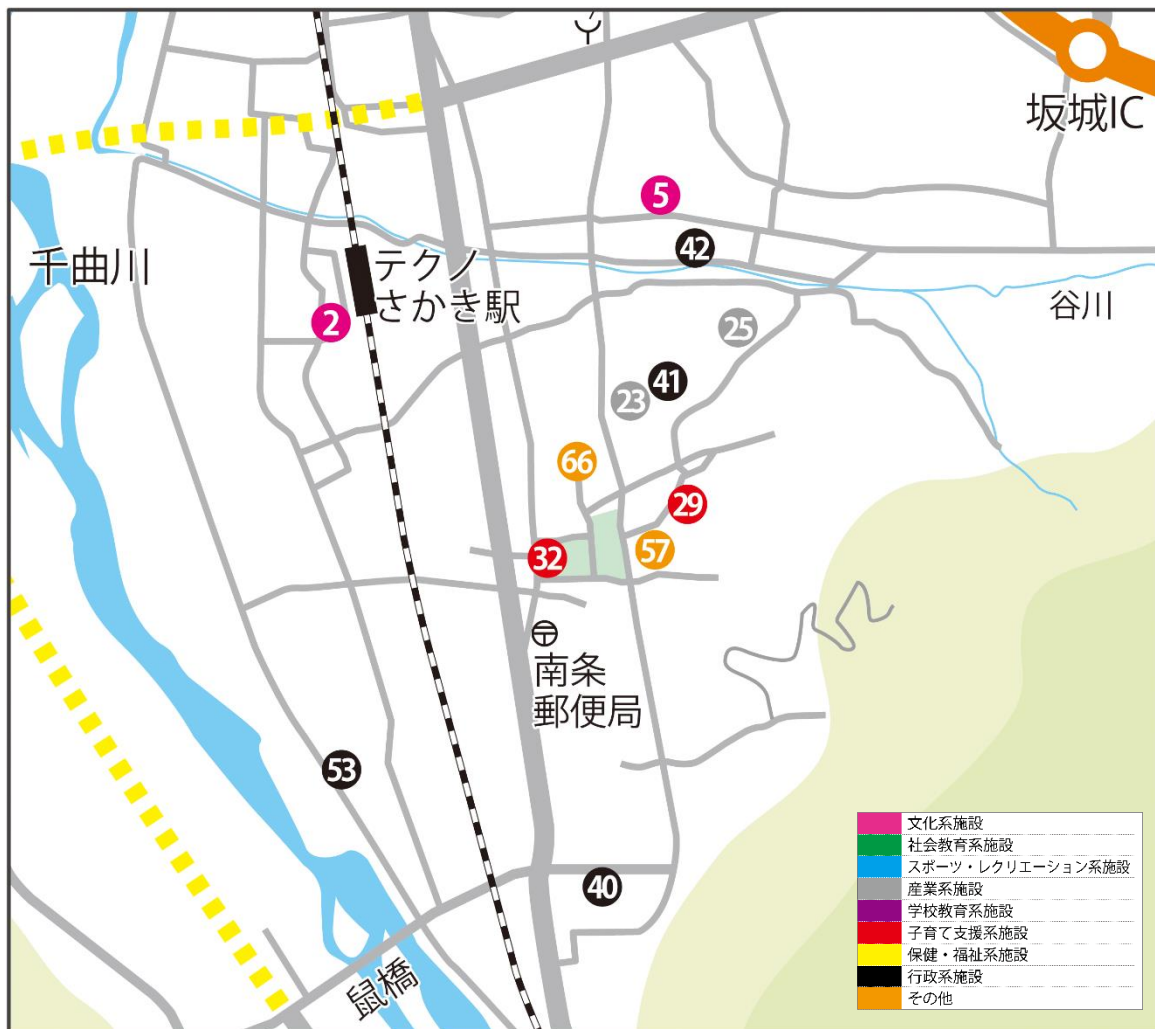 坂城IC
5
42
千曲川
テクノ
さかき駅
2
谷川
25
41
23
66
29
32
57
南条
郵便局
53
40
鼠橋
文化系施設
社会教育系施設
スポーツ・レクリエーション系施設
産業系施設
学校教育系施設
子育て支援系施設
保健・福祉系施設
行政系施設
その他